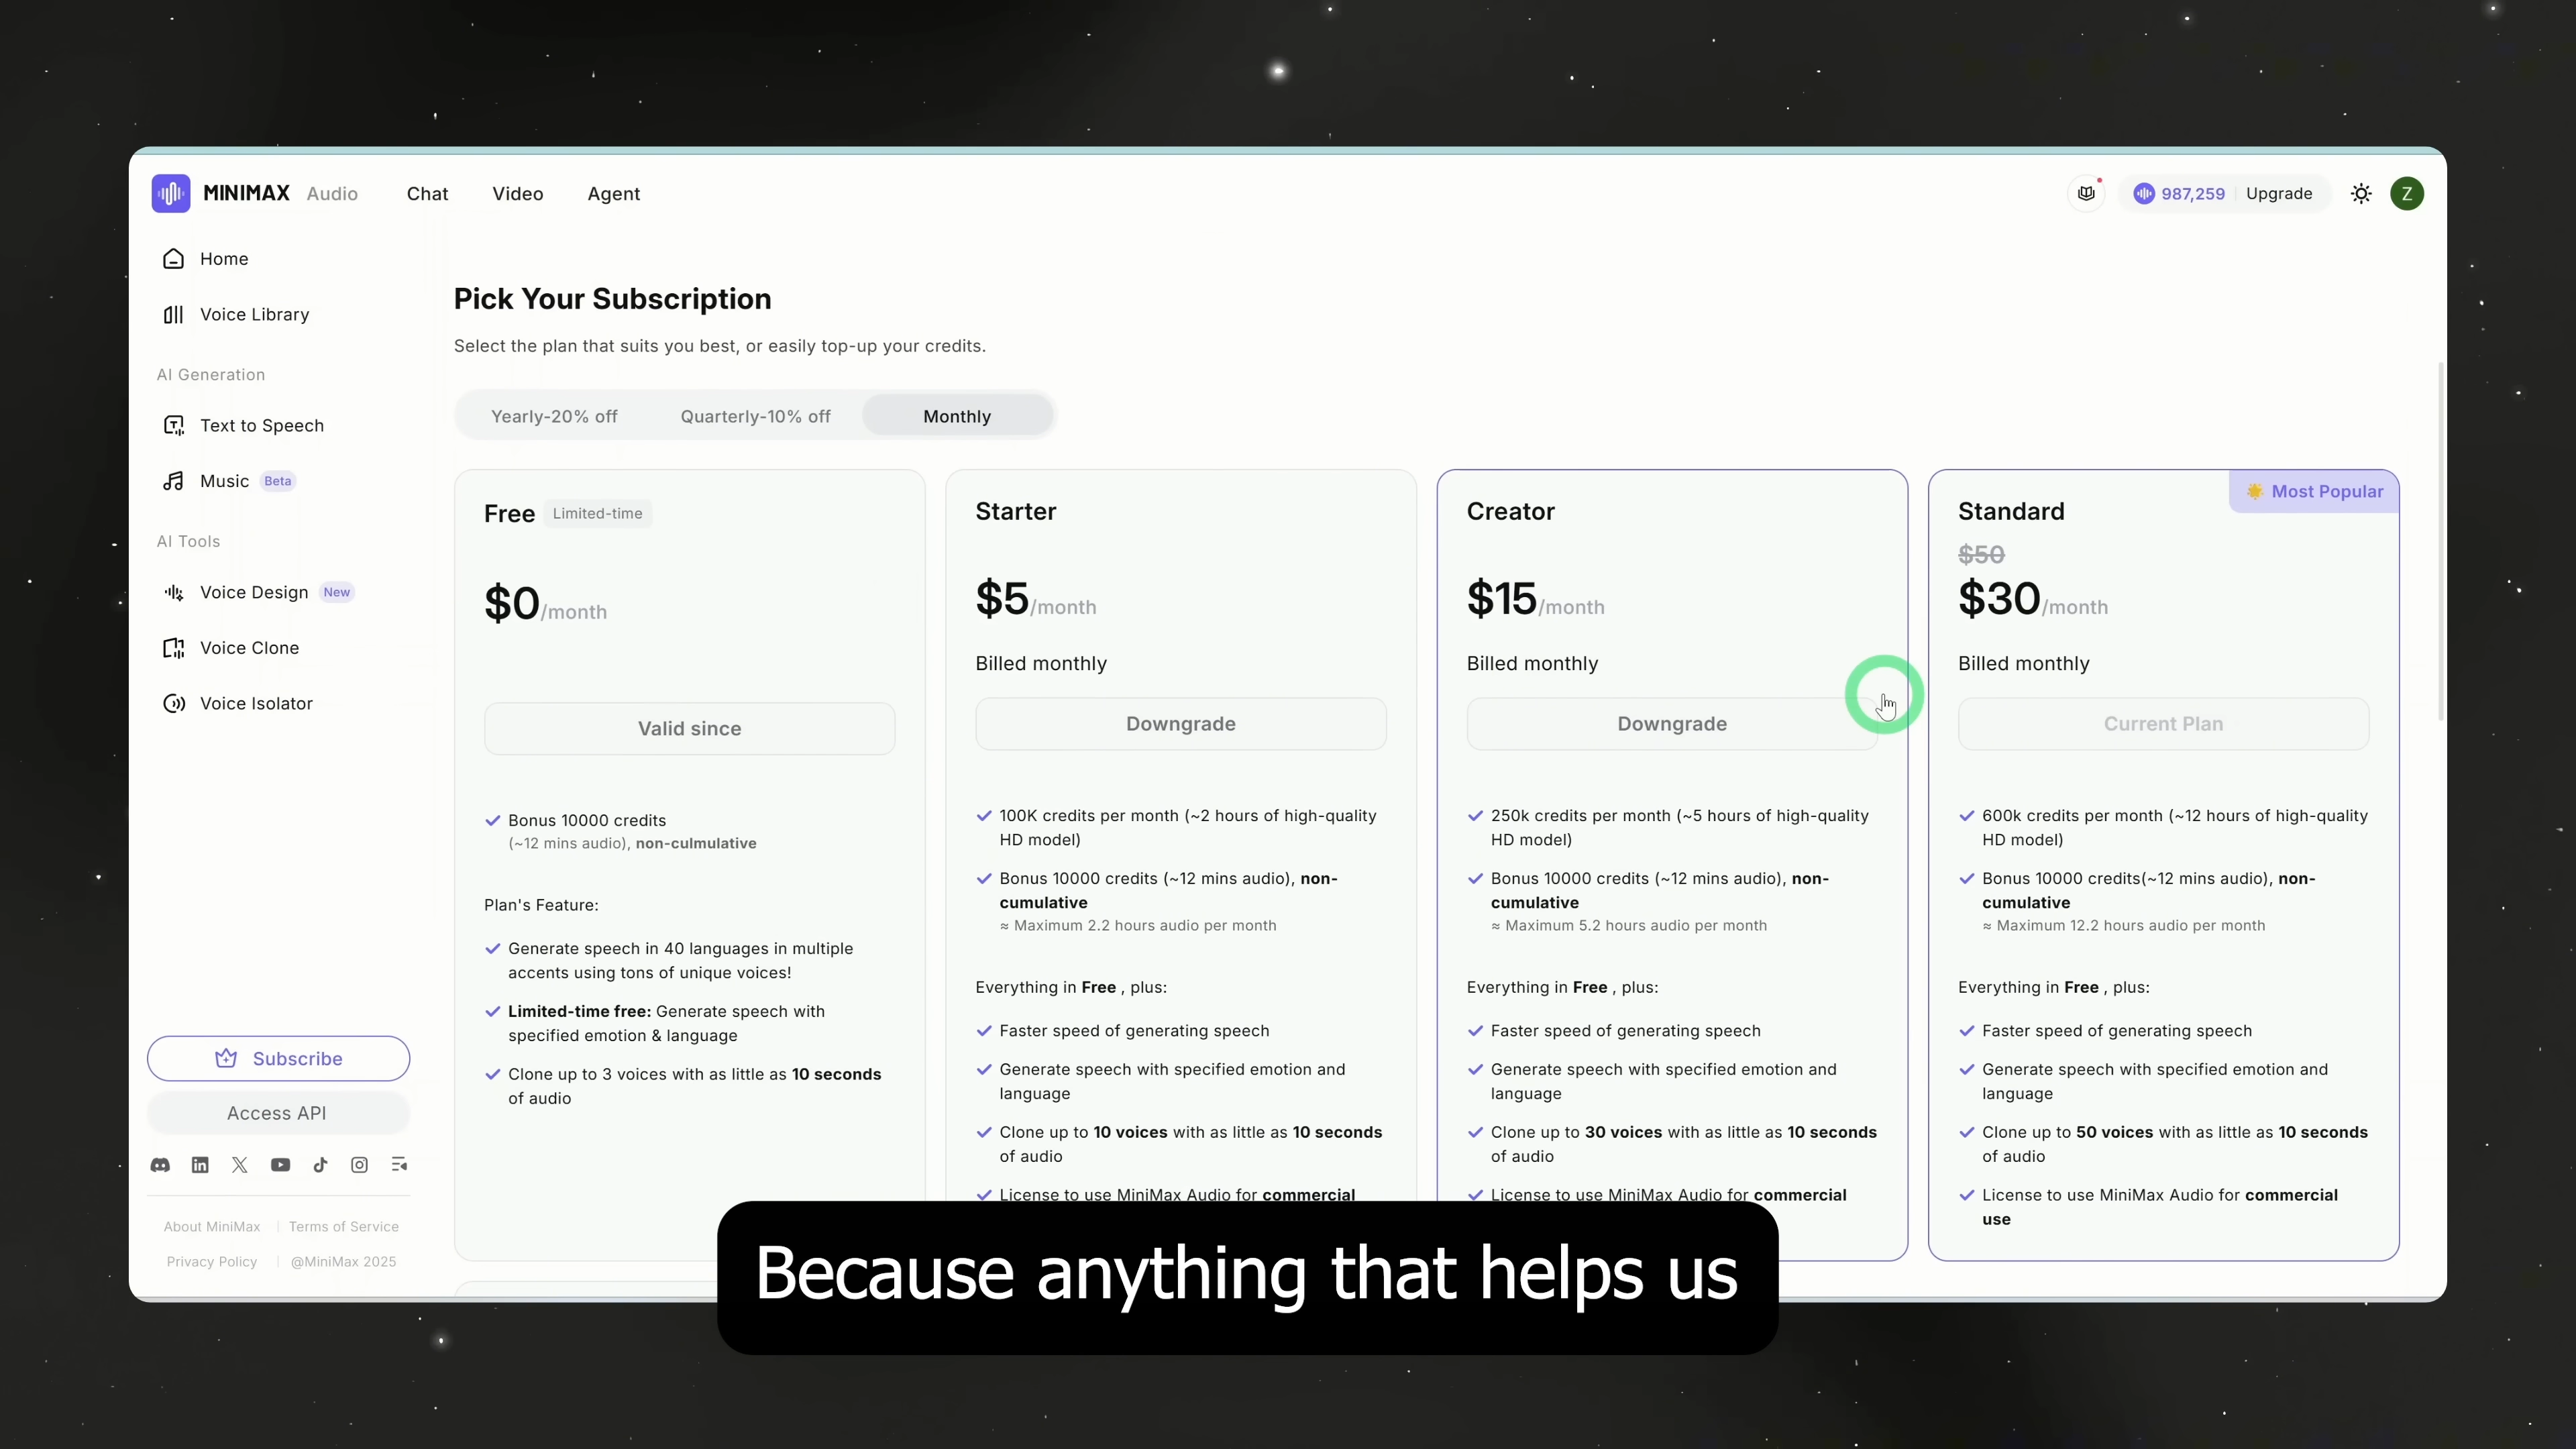 MINIMAX Audio Chat Video Agent
987,259 Upgrade
Z
Home
Voice Library
AI Generation
Text to Speech
Music Beta
AI Tools
Voice Design New
Voice Clone
Voice Isolator
Subscribe
Access API
About MiniMax Terms of Service
Privacy Policy @MiniMax 2025
Pick Your Subscription
Select the plan that suits you best, or easily top-up your credits.
Yearly-20% off Quarterly-10% off Monthly
Free Limited-time
$0/month
Valid since
Bonus 10000 credits
(~12 mins audio), non-culmulative
Plan's Feature:
Generate speech in 40 languages in multiple
accents using tons of unique voices!
Limited-time free: Generate speech with
specified emotion & language
Clone up to 3 voices with as little as 10 seconds
of audio
Starter
$5/month
Billed monthly
Downgrade
100K credits per month (~2 hours of high-quality
HD model)
Bonus 10000 credits (~12 mins audio), non-
cumulative
≈ Maximum 2.2 hours audio per month
Everything in Free , plus:
Faster speed of generating speech
Generate speech with specified emotion and
language
Clone up to 10 voices with as little as 10 seconds
of audio
License to use MiniMax Audio for commercial
Creator
$15/month
Billed monthly
Downgrade
250k credits per month (~5 hours of high-quality
HD model)
Bonus 10000 credits (~12 mins audio), non-
cumulative
≈ Maximum 5.2 hours audio per month
Everything in Free , plus:
Faster speed of generating speech
Generate speech with specified emotion and
language
Clone up to 30 voices with as little as 10 seconds
of audio
License to use MiniMax Audio for commercial
Most Popular
Standard
$50
$30/month
Billed monthly
Current Plan
600k credits per month (~12 hours of high-quality
HD model)
Bonus 10000 credits(~12 mins audio), non-
cumulative
≈ Maximum 12.2 hours audio per month
Everything in Free , plus:
Faster speed of generating speech
Generate speech with specified emotion and
language
Clone up to 50 voices with as little as 10 seconds
of audio
License to use MiniMax Audio for commercial
use
Because anything that helps us